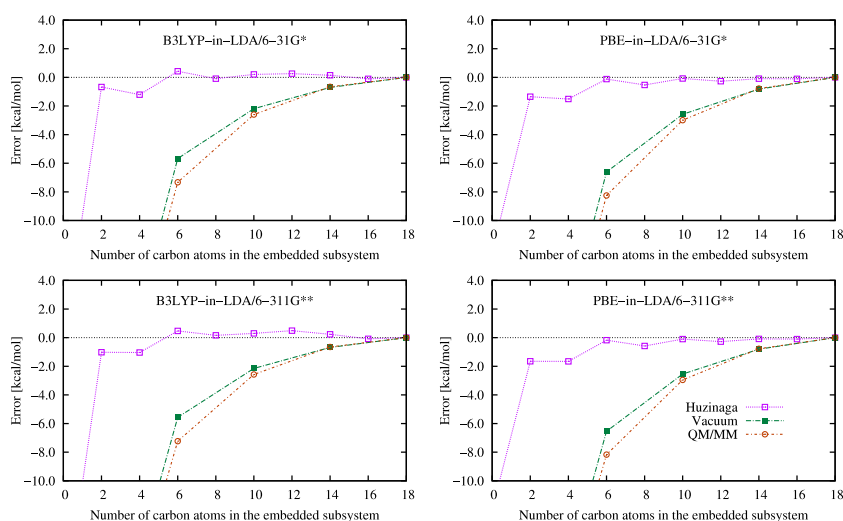 B3LYP−in−LDA/6−31G*
4.0
2.0
0.0
−2.0
−4.0
−6.0
−8.0
−10.0
Error [kcal/mol]
0 2 4 6 8 10 12 14 16 18
Number of carbon atoms in the embedded subsystem
PBE−in−LDA/6−31G*
4.0
2.0
0.0
−2.0
−4.0
−6.0
−8.0
−10.0
Error [kcal/mol]
0 2 4 6 8 10 12 14 16 18
Number of carbon atoms in the embedded subsystem
B3LYP−in−LDA/6−311G**
4.0
2.0
0.0
−2.0
−4.0
−6.0
−8.0
−10.0
Error [kcal/mol]
0 2 4 6 8 10 12 14 16 18
Number of carbon atoms in the embedded subsystem
PBE−in−LDA/6−311G**
4.0
2.0
0.0
−2.0
−4.0
−6.0
−8.0
−10.0
Error [kcal/mol]
Huzinaga
Vacuum
QM/MM
0 2 4 6 8 10 12 14 16 18
Number of carbon atoms in the embedded subsystem